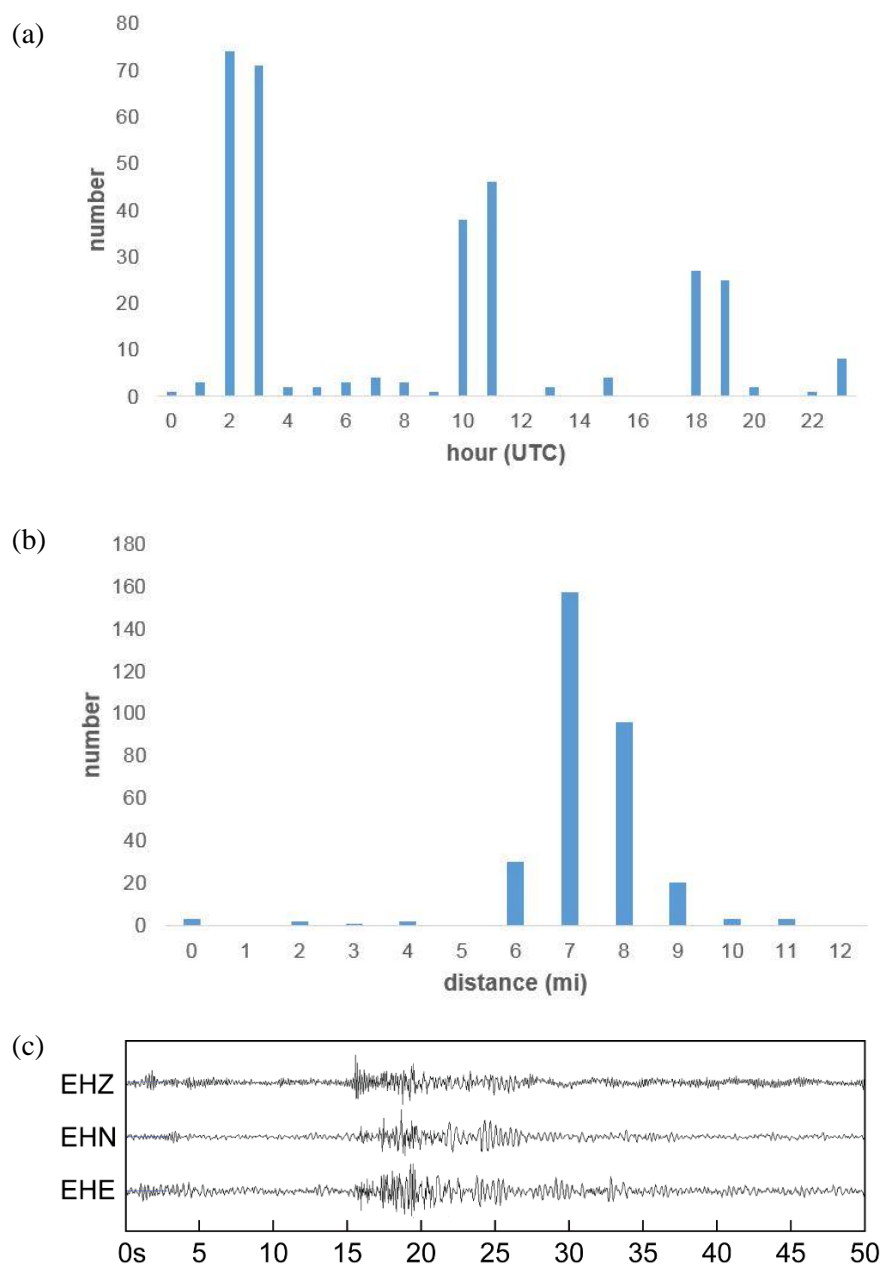 (a)
80
70
60
50
40
30
20
10
0
number
0 2 4 6 8 10 12 14 16 18 20 22
hour (UTC)
(b)
180
160
140
120
100
80
60
40
20
0
number
0 1 2 3 4 5 6 7 8 9 10 11 12
distance (mi)
(c)
EHZ
EHN
EHE
0s 5 10 15 20 25 30 35 40 45 50